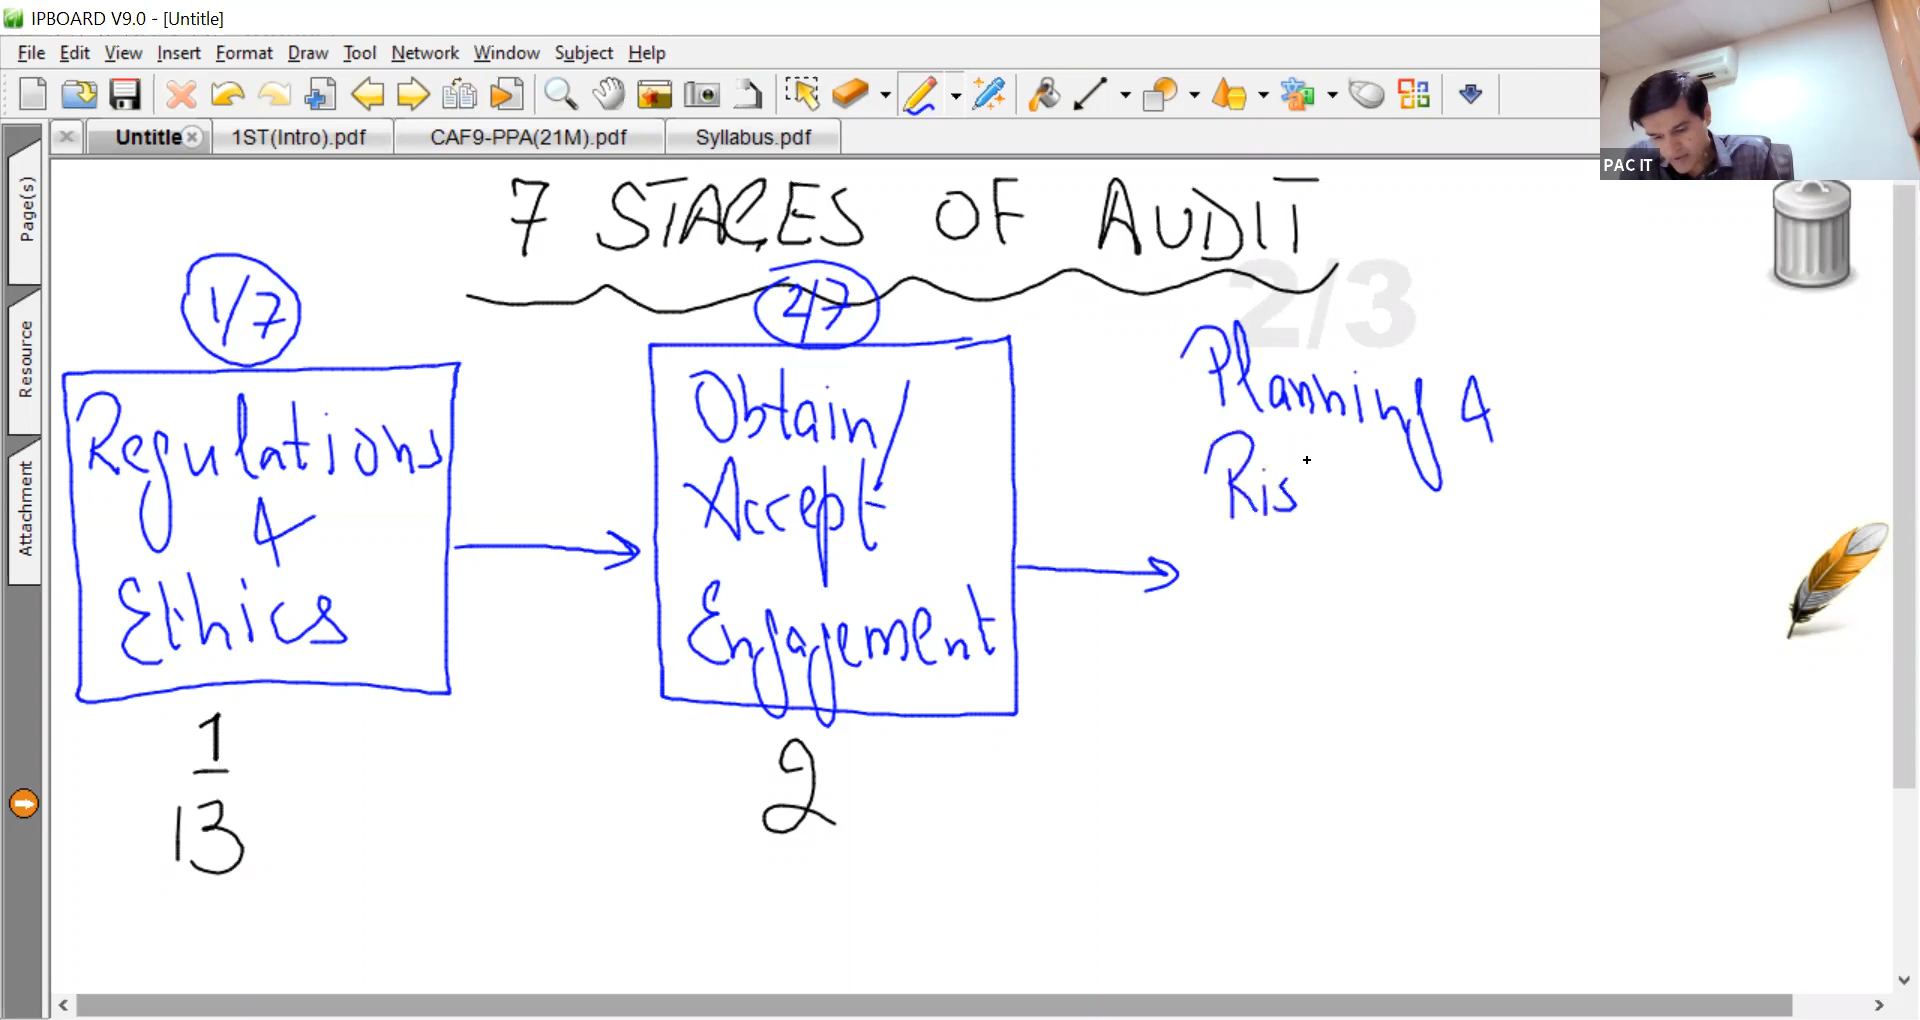 IPBOARD V9.0 - [Untitle]
File Edit View Insert Format Draw Tool Network Window Subject Help
Untitle 1ST(Intro).pdf CAF9-PPA(21M).pdf Syllabus.pdf
PAC IT
Page(s)
Resource
Attachment
7 STAGES OF AUDIT
2/3
1/7
Regulations
&
Ethics
1
13
2/7
Obtain/
Accept
Engagement
2
Planning &
Ris